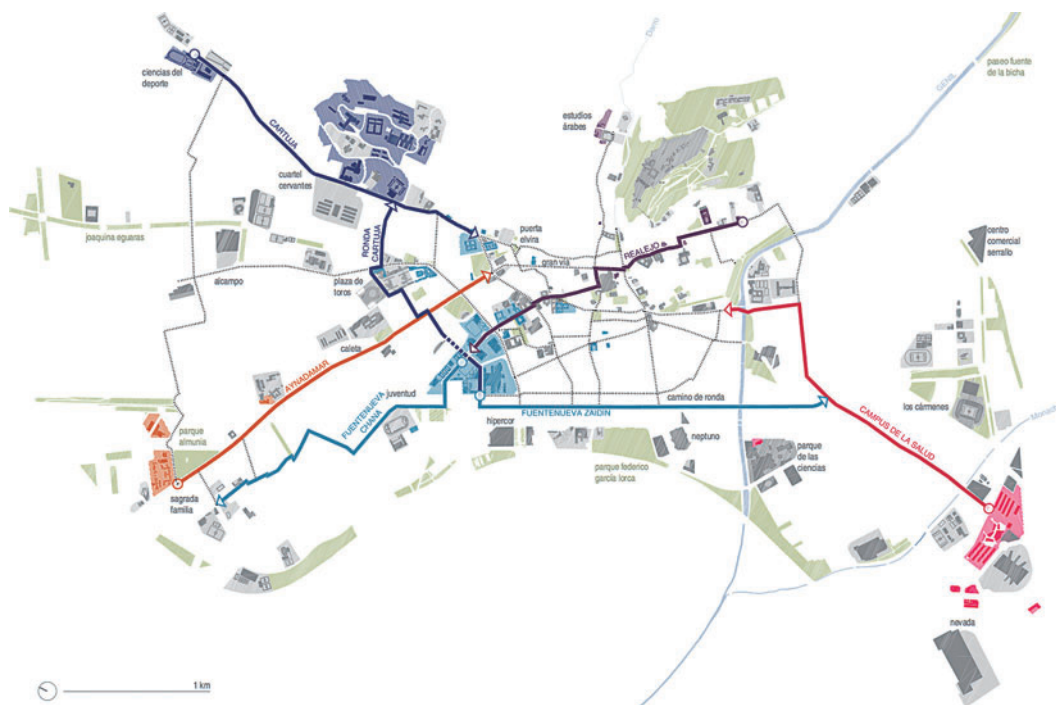 Darro
GENIL
paseo fuente
de la bicha
ciencias del
deporte
CARTUJA
estudios
árabes
cuartel
cervantes
joaquina eguaras
RONDA
CARTUJA
puerta
elvira
REALEJO
centro
comercial
serrallo
alcampo
plaza de
toros
gran vía
caleta
AYNADAMAR
juventud
FUENTENUEVA
CHANA
camino de ronda
FUENTENUEVA ZAIDÍN
los cármenes
hipercor
neptuno
CAMPUS DE LA SALUD
parque
almunia
parque federico
garcía lorca
parque
de las
ciencias
sagrada
familia
nevada
1 km